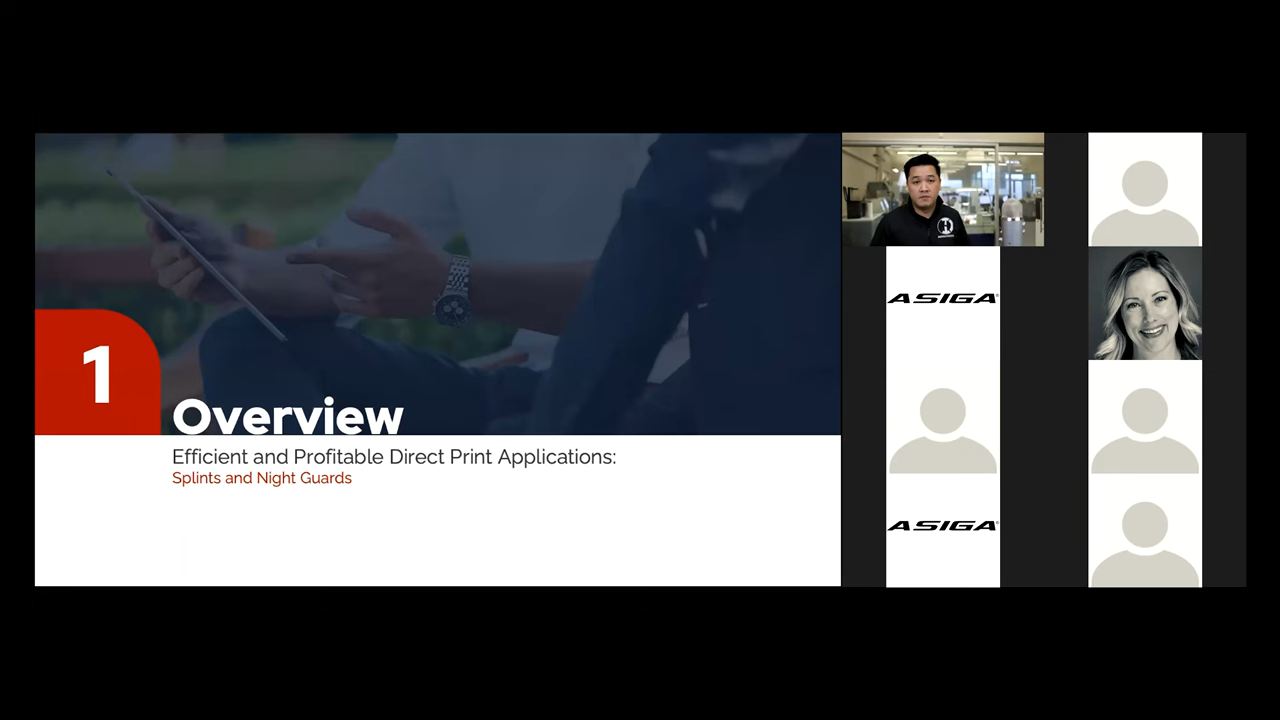 1
Overview
Efficient and Profitable Direct Print Applications:
Splints and Night Guards
ASIGA
ASIGA